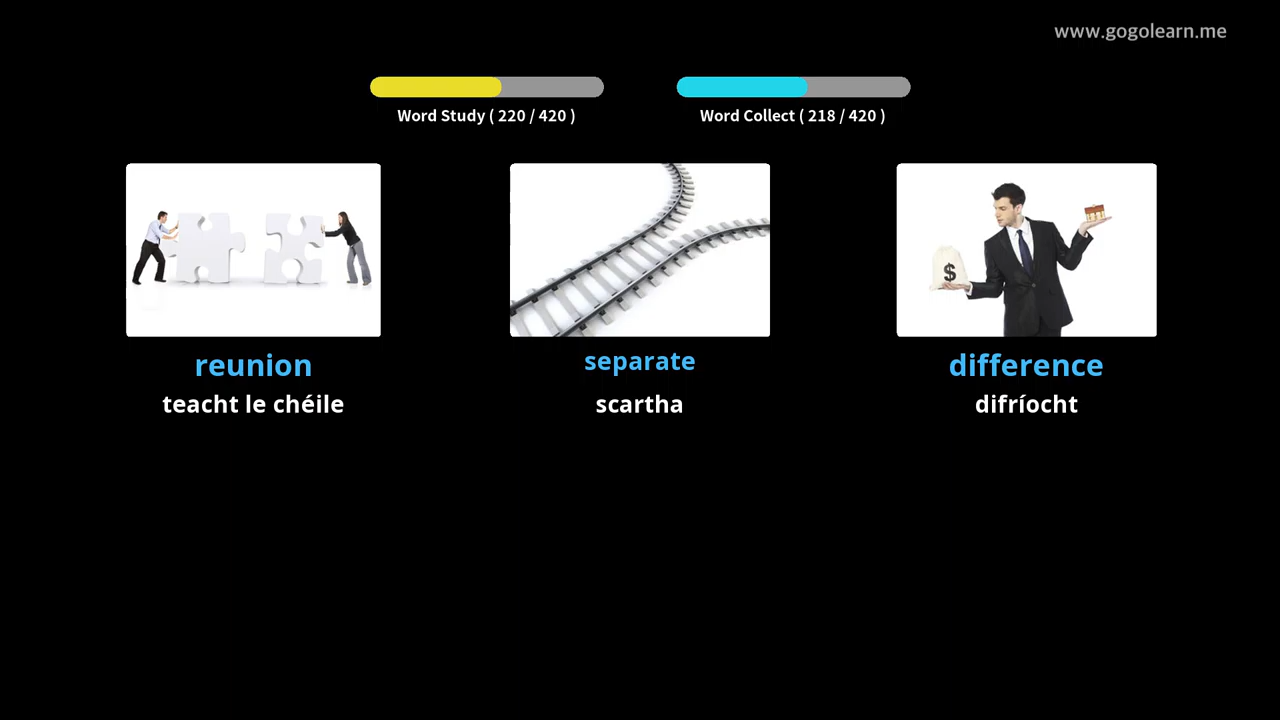 www.gogolearn.me
Word Study ( 220 / 420 )
Word Collect ( 218 / 420 )
$
reunion
separate
difference
teacht le chéile
scartha
difríocht